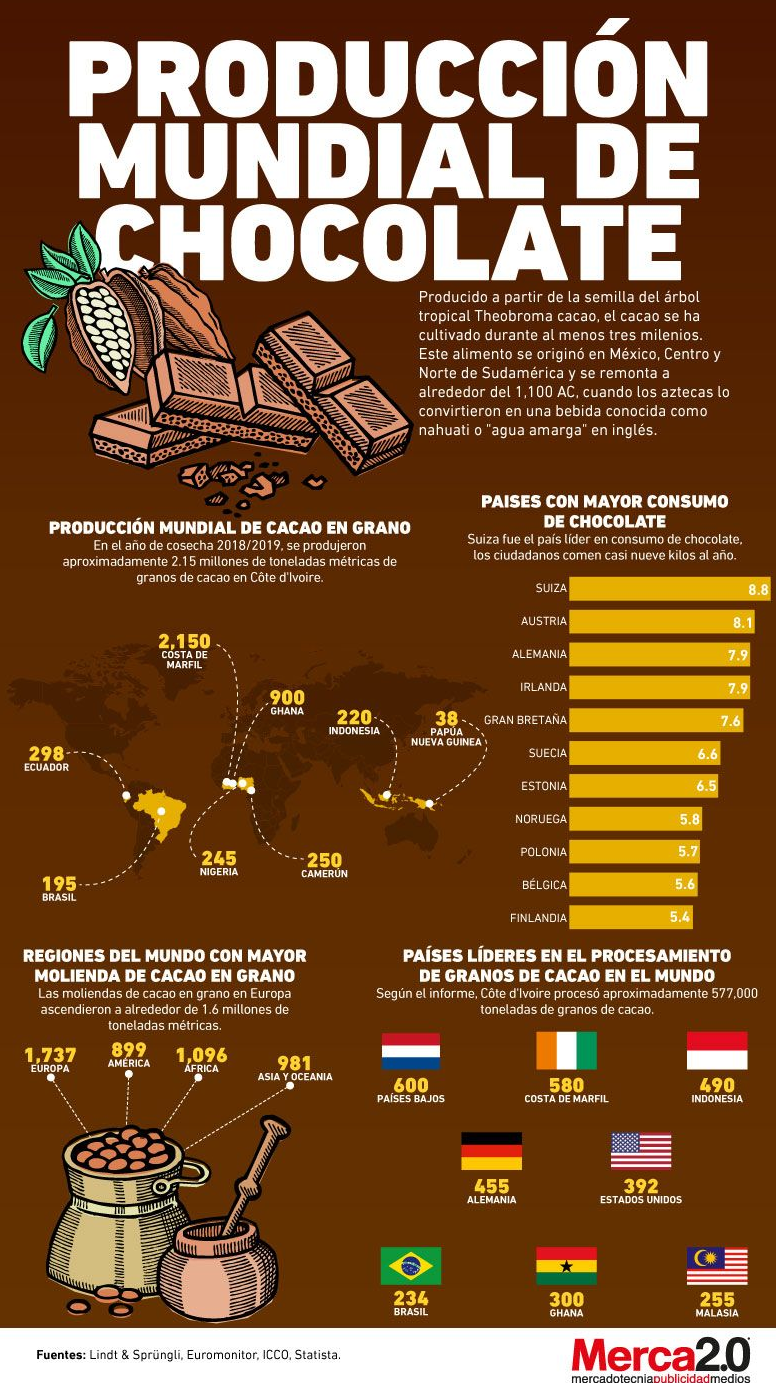 PRODUCCIÓN
MUNDIAL DE
CHOCOLATE
Producido a partir de la semilla del árbol
tropical Theobroma cacao, el cacao se ha
cultivado durante al menos tres milenios.
Este alimento se originó en México, Centro y
Norte de Sudamérica y se remonta a
alrededor del 1,100 AC, cuando los aztecas lo
convirtieron en una bebida conocida como
nahuati o "agua amarga" en inglés.
PRODUCCIÓN MUNDIAL DE CACAO EN GRANO
En el año de cosecha 2018/2019, se produjeron
aproximadamente 2.15 millones de toneladas métricas de
granos de cacao en Côte d'Ivoire.
2,150
COSTA DE
MARFIL
900
GHANA
220
INDONESIA
38
PAPÚA
NUEVA GUINEA
298
ECUADOR
245
NIGERIA
250
CAMERÚN
195
BRASIL
PAISES CON MAYOR CONSUMO
DE CHOCOLATE
Suiza fue el país líder en consumo de chocolate,
los ciudadanos comen casi nueve kilos al año.
SUIZA 8.8
AUSTRIA 8.1
ALEMANIA 7.9
IRLANDA 7.9
GRAN BRETAÑA 7.6
SUECIA 6.6
ESTONIA 6.5
NORUEGA 5.8
POLONIA 5.7
BÉLGICA 5.6
FINLANDIA 5.4
REGIONES DEL MUNDO CON MAYOR
MOLIENDA DE CACAO EN GRANO
Las moliendas de cacao en grano en Europa
ascendieron a alrededor de 1.6 millones de
toneladas métricas.
1,737
EUROPA
899
AMÉRICA
1,096
ÁFRICA
981
ASIA Y OCEANIA
PAÍSES LÍDERES EN EL PROCESAMIENTO
DE GRANOS DE CACAO EN EL MUNDO
Según el informe, Côte d'Ivoire procesó aproximadamente 577,000
toneladas de granos de cacao.
600
PAÍSES BAJOS
580
COSTA DE MARFIL
490
INDONESIA
455
ALEMANIA
392
ESTADOS UNIDOS
234
BRASIL
300
GHANA
255
MALASIA
Fuentes: Lindt & Sprüngli, Euromonitor, ICCO, Statista.
Merca2.0
mercadotecniapublicidadmedios